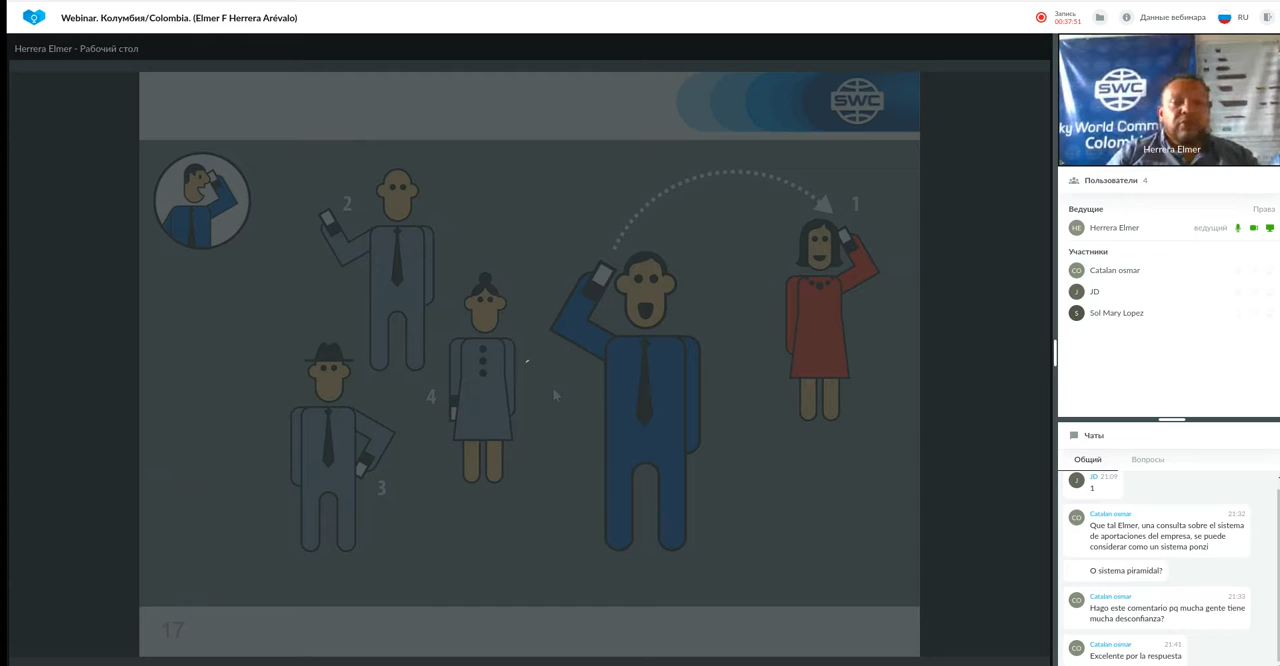 Webinar. Колумбия/Colombia. (Elmer F Herrera Arévalo)
Запись
00:37:51
Данные вебинара
RU
Herrera Elmer - Рабочий стол
SWC
2
1
4
3
17
SWC
ky World Comm
Colom
Herrera Elmer
Пользователи 4
Ведущие Права
HE Herrera Elmer ведущий
Участники
CO Catalan osmar
J JD
S Sol Mary Lopez
Чаты
Общий Вопросы
J JD 21:09
1
CO Catalan osmar 21:32
Que tal Elmer, una consulta sobre el sistema
de aportaciones del empresa, se puede
considerar como un sistema ponzi
O sistema piramidal?
CO Catalan osmar 21:33
Hago este comentario pq mucha gente tiene
mucha desconfianza?
CO Catalan osmar 21:41
Excelente por la respuesta